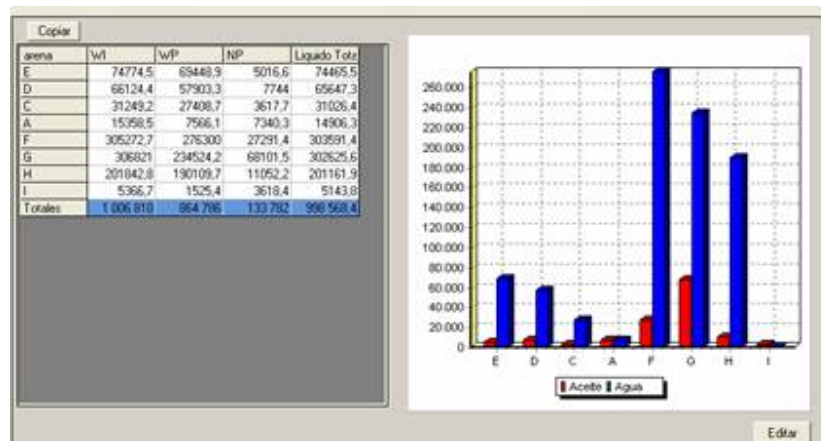 Copiar
arena WI WP NP Liquido Tota
E 74774,5 69448,9 5016,6 74465,5
D 66124,4 57903,3 7744 65647,3
C 31249,2 27408,7 3617,7 31026,4
A 15358,5 7566,1 7340,3 14906,3
F 305272,7 276300 27291,4 303591,4
G 306821 234524,2 68101,5 302625,6
H 201842,8 190109,7 11052,2 201161,9
I 5366,7 1525,4 3618,4 5143,8
Totales 1 006 810 864 786 133 782 998 568,4
260.000
240.000
220.000
200.000
180.000
160.000
140.000
120.000
100.000
80.000
60.000
40.000
20.000
0
E D C A F G H I
Aceite Agua
Editar